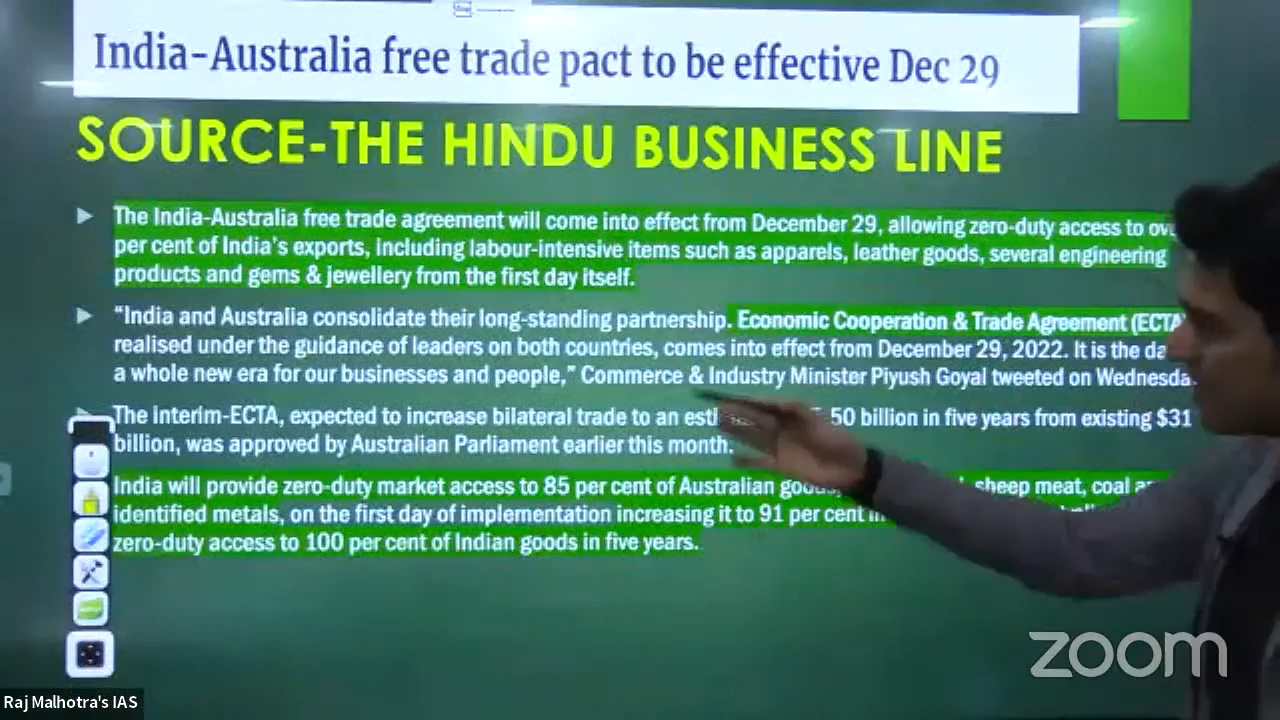 India-Australia free trade pact to be effective Dec 29
SOURCE-THE HINDU BUSINESS LINE
The India-Australia free trade agreement will come into effect from December 29, allowing zero-duty access to
per cent of India's exports, including labour-intensive items such as apparels, leather goods, several engineering
products and gems & jewellery from the first day itself.
"India and Australia consolidate their long-standing partnership. Economic Cooperation & Trade Agreement (ECTA)
realised under the guidance of leaders on both countries, comes into effect from December 29, 2022. It is the
a whole new era for our businesses and people," Commerce & Industry Minister Piyush Goyal tweeted on
The interim-ECTA, expected to increase bilateral trade to an 50 billion in five years from existing $31
billion, was approved by Australian Parliament earlier this month.
India will provide zero-duty market access to 85 per cent of Australian sheep meat, coal
identified metals, on the first day of implementation increasing it to 91 per cent
zero-duty access to 100 per cent of Indian goods in five years.
zoom
Raj Malhotra's IAS